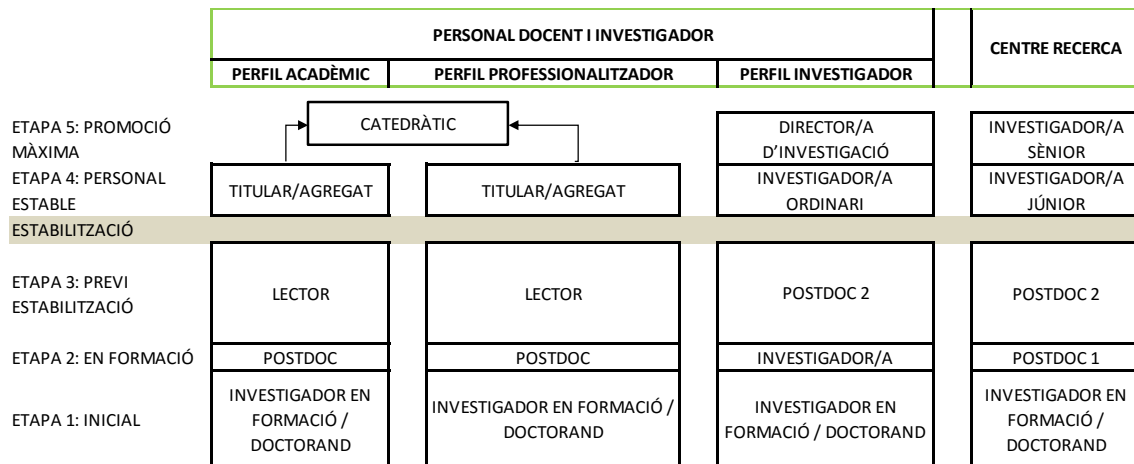 PERSONAL DOCENT I INVESTIGADOR
CENTRE RECERCA
PERFIL ACADÈMIC
PERFIL PROFESSIONALITZADOR
PERFIL INVESTIGADOR
ETAPA 5: PROMOCIÓ
MÀXIMA
CATEDRÀTIC
DIRECTOR/A
D’INVESTIGACIÓ
INVESTIGADOR/A
SÈNIOR
ETAPA 4: PERSONAL
ESTABLE
TITULAR/AGREGAT
TITULAR/AGREGAT
INVESTIGADOR/A
ORDINARI
INVESTIGADOR/A
JÚNIOR
ESTABILITZACIÓ
ETAPA 3: PREVI
ESTABILITZACIÓ
LECTOR
LECTOR
POSTDOC 2
POSTDOC 2
ETAPA 2: EN FORMACIÓ
POSTDOC
POSTDOC
INVESTIGADOR/A
POSTDOC 1
ETAPA 1: INICIAL
INVESTIGADOR EN
FORMACIÓ /
DOCTORAND
INVESTIGADOR EN FORMACIÓ /
DOCTORAND
INVESTIGADOR EN
FORMACIÓ / DOCTORAND
INVESTIGADOR EN
FORMACIÓ /
DOCTORAND